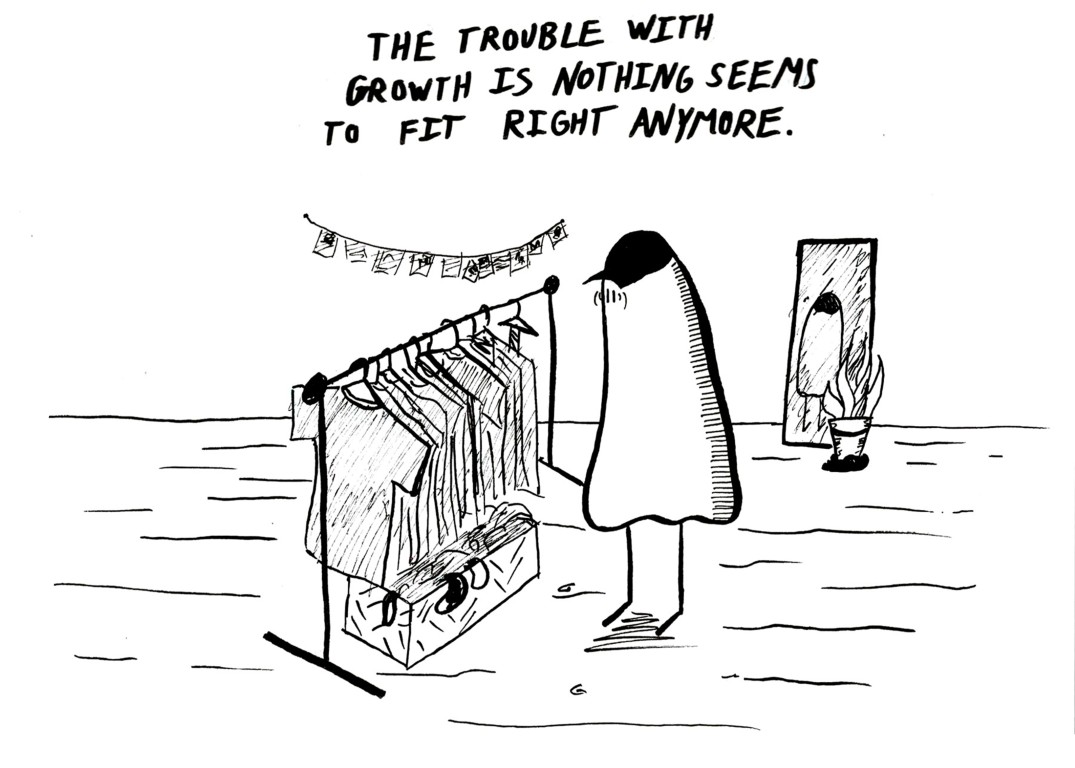 THE TROUBLE WITH
GROWTH IS NOTHING SEEMS
TO FIT RIGHT ANYMORE.